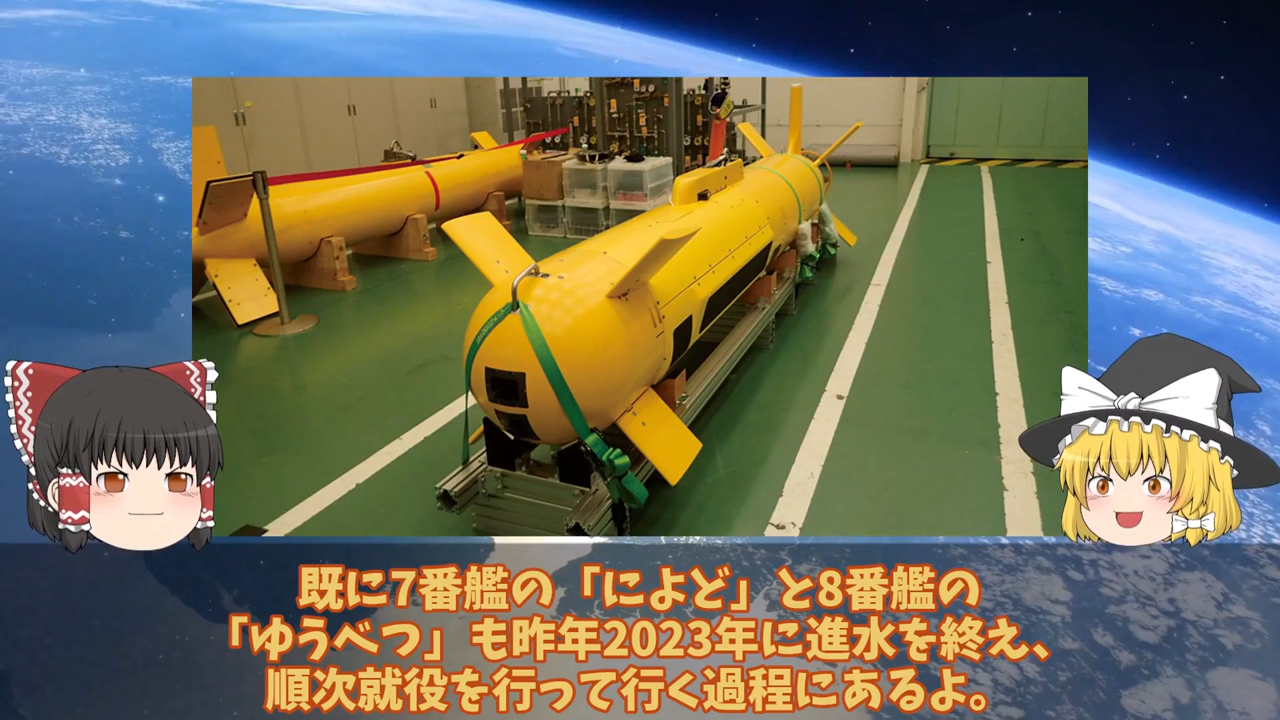 既に7番艦の「によど」と8番艦の
「ゆうべつ」も昨年2023年に進水を終え、
順次就役を行って行く過程にあるよ。